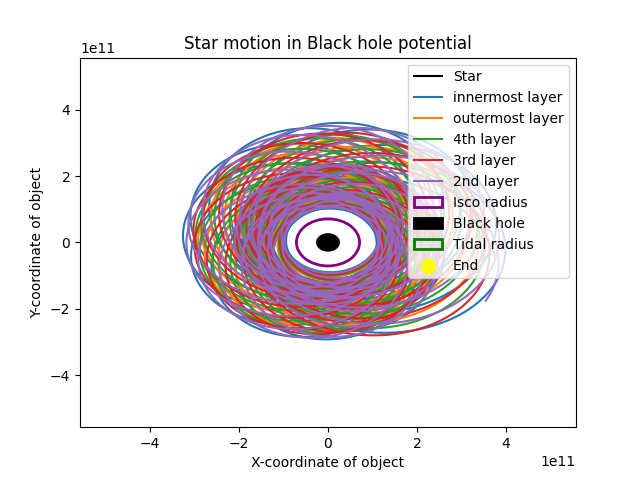 Star motion in Black hole potential
1e11
Star
innermost layer
outermost layer
4th layer
3rd layer
2nd layer
Isco radius
Black hole
Tidal radius
End
4
2
0
−2
−4
Y-coordinate of object
−4 −2 0 2 4
X-coordinate of object
1e11